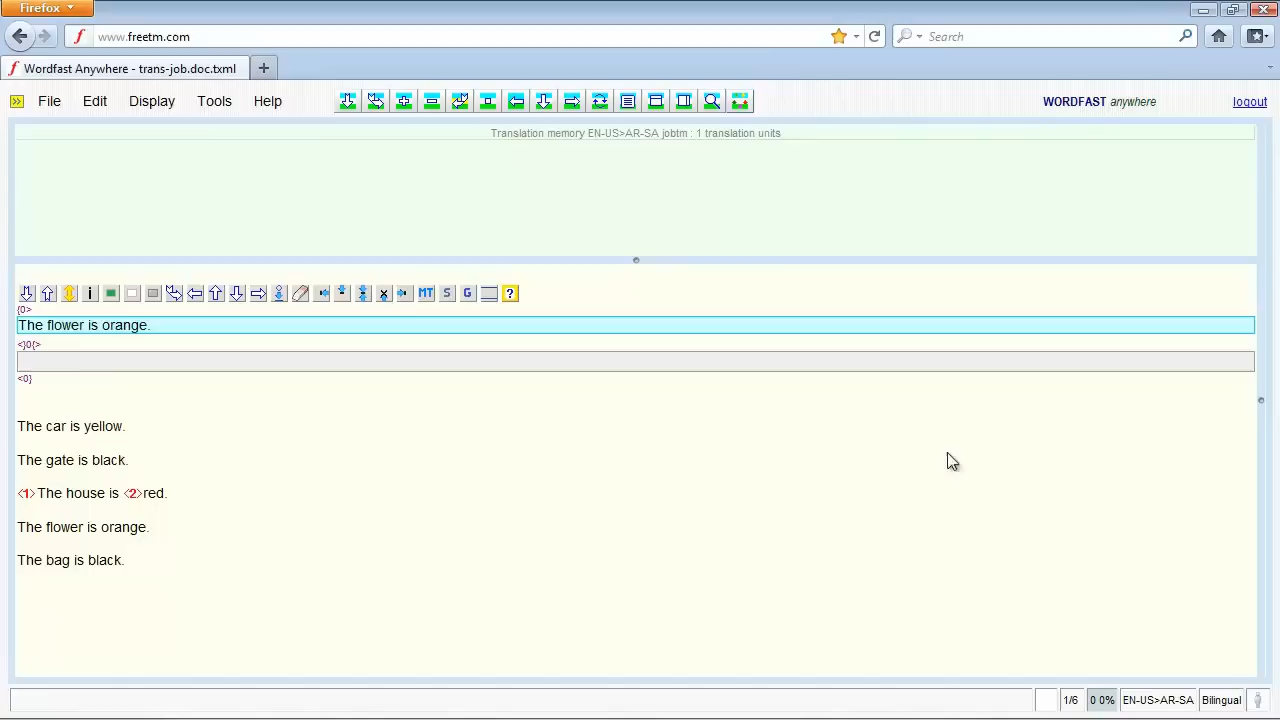 Firefox
www.freetm.com
Search
Wordfast Anywhere - trans-job.doc.txml
File Edit Display Tools Help
WORDFAST anywhere
logout
Translation memory EN-US>AR-SA jobtm : 1 translation units
i MT S G ?
{0>
The flower is orange.
<}0{>
<0}
The car is yellow.
The gate is black.
<1>The house is <2>red.
The flower is orange.
The bag is black.
1/6 0 0% EN-US>AR-SA Bilingual